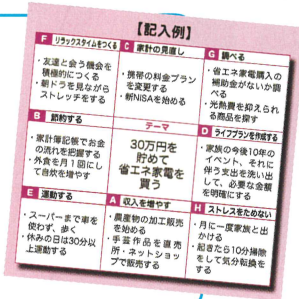 【記入例】
F リラックスタイムをつくる
・友達と会う機会を
積極的につくる
・朝ドラを見ながら
ストレッチをする
C 家計の見直し
・携帯の料金プラン
を変更する
・新NISAを始める
G 調べる
・省エネ家電購入の
補助金がないか調
べる
・光熱費を抑えられ
る商品を探す
B 節約する
・家計簿記帳でお金
の流れを把握する
・外食を月1回にし
て自炊を増やす
テーマ
30万円を
貯めて
省エネ家電を
買う
D ライフプランを作成する
・家族の今後10年の
イベント、それに
伴う支出を洗い出
して、必要な金額
を明確にする
E 運動する
・スーパーまで車を
使わず、歩く
・休みの日は30分以
上運動する
A 収入を増やす
・農産物の加工販売
を始める
・手芸作品を直売
所・ネットショッ
プで販売する
H ストレスをためない
・月に一度家族と出
かける
・起きたら10分掃除
をして気分転換を
する